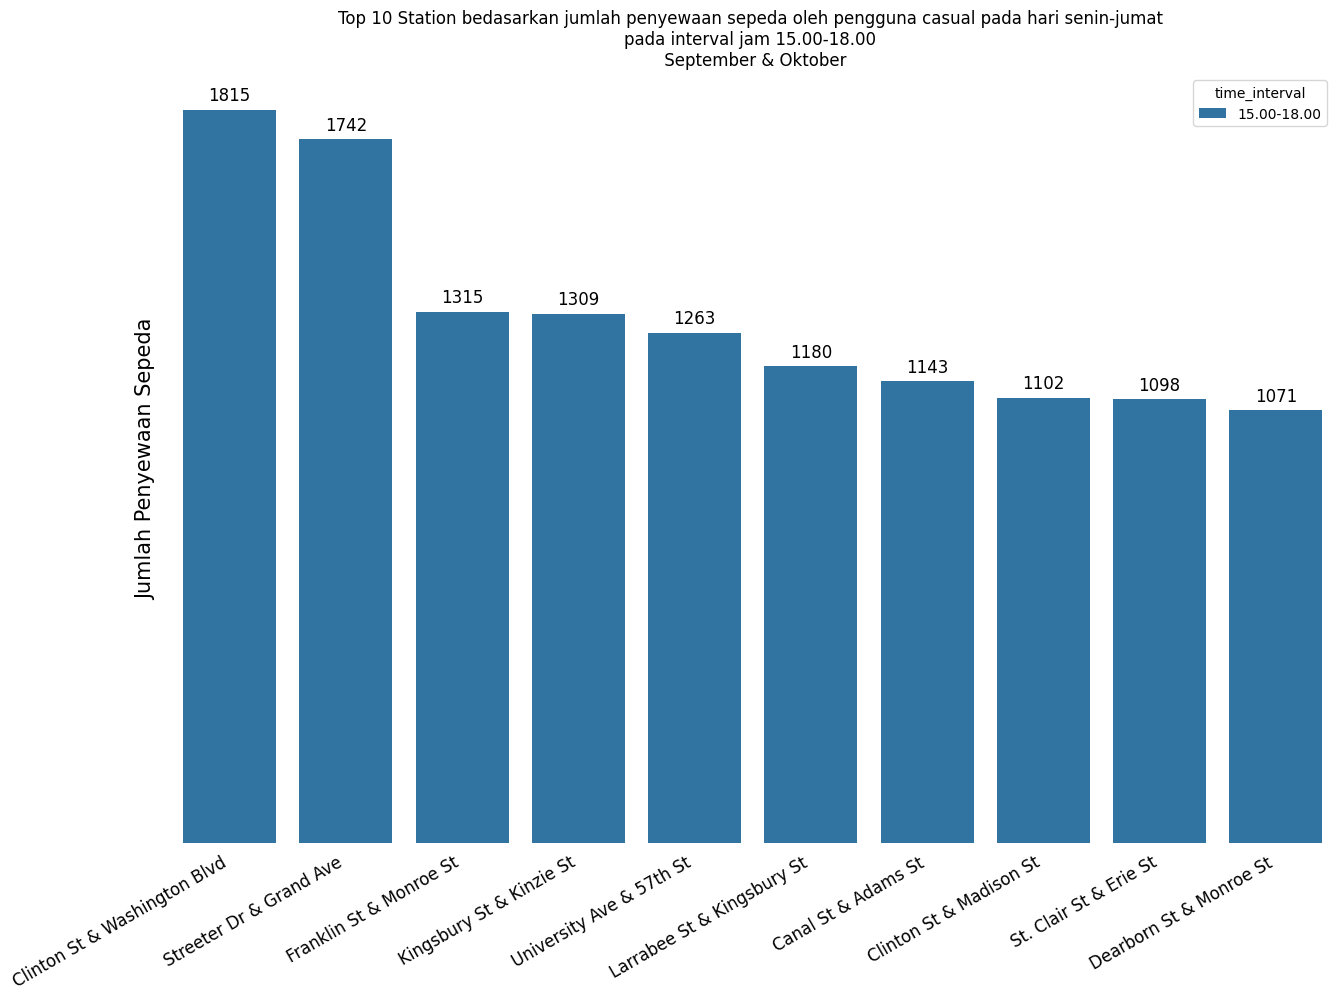 Top 10 Station bedasarkan jumlah penyewaan sepeda oleh pengguna casual pada hari senin-jumat
pada interval jam 15.00-18.00
September & Oktober
time_interval
15.00-18.00
Jumlah Penyewaan Sepeda
1815
1742
1315
1309
1263
1180
1143
1102
1098
1071
Clinton St & Washington Blvd
Streeter Dr & Grand Ave
Franklin St & Monroe St
Kingsbury St & Kinzie St
University Ave & 57th St
Larrabee St & Kingsbury St
Canal St & Adams St
Clinton St & Madison St
St. Clair St & Erie St
Dearborn St & Monroe St